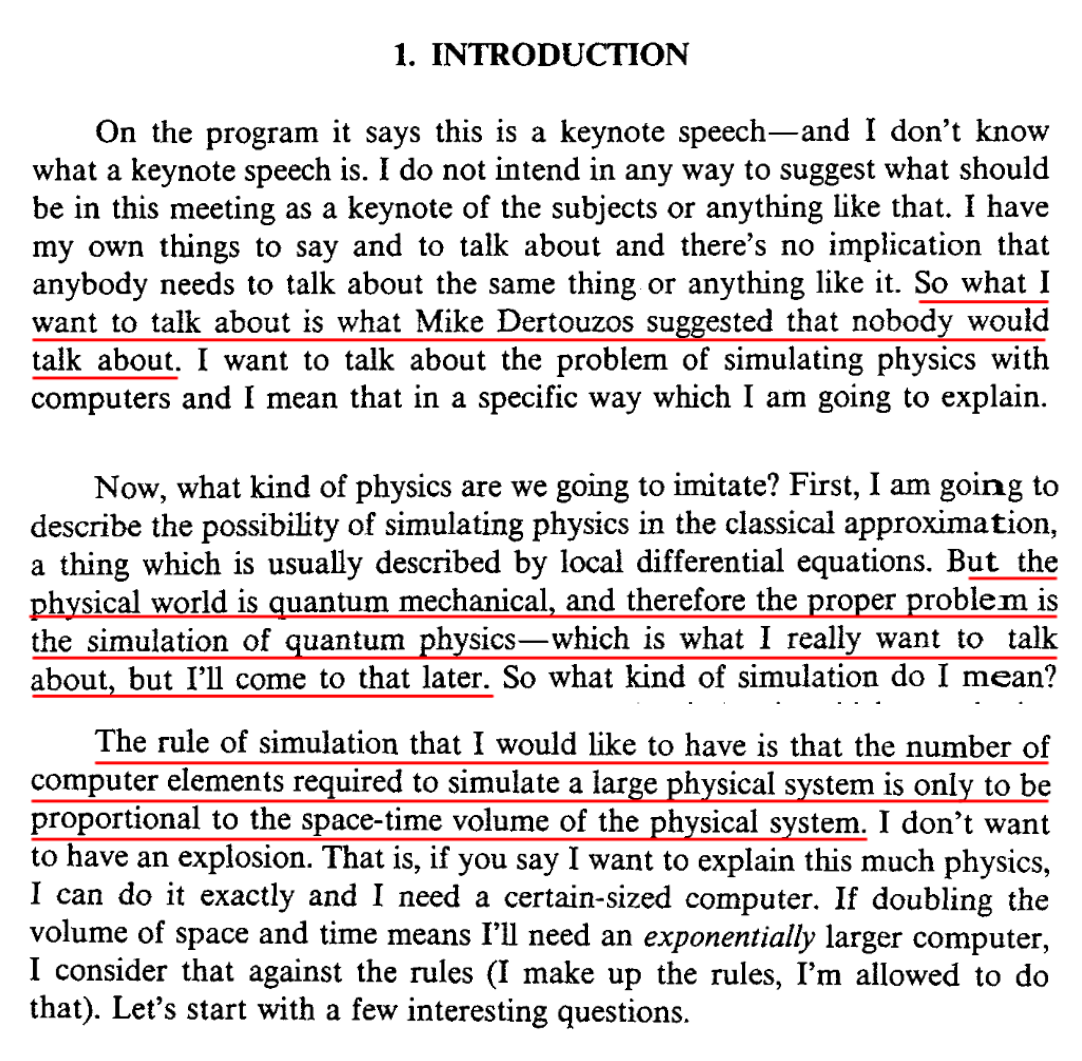 1. INTRODUCTION
On the program it says this is a keynote speech—and I don't know
what a keynote speech is. I do not intend in any way to suggest what should
be in this meeting as a keynote of the subjects or anything like that. I have
my own things to say and to talk about and there's no implication that
anybody needs to talk about the same thing or anything like it. So what I
want to talk about is what Mike Dertouzos suggested that nobody would
talk about. I want to talk about the problem of simulating physics with
computers and I mean that in a specific way which I am going to explain.
Now, what kind of physics are we going to imitate? First, I am going to
describe the possibility of simulating physics in the classical approximation,
a thing which is usually described by local differential equations. But the
physical world is quantum mechanical, and therefore the proper problem is
the simulation of quantum physics—which is what I really want to talk
about, but I'll come to that later. So what kind of simulation do I mean?
The rule of simulation that I would like to have is that the number of
computer elements required to simulate a large physical system is only to be
proportional to the space-time volume of the physical system. I don't want
to have an explosion. That is, if you say I want to explain this much physics,
I can do it exactly and I need a certain-sized computer. If doubling the
volume of space and time means I'll need an exponentially larger computer,
I consider that against the rules (I make up the rules, I'm allowed to do
that). Let's start with a few interesting questions.